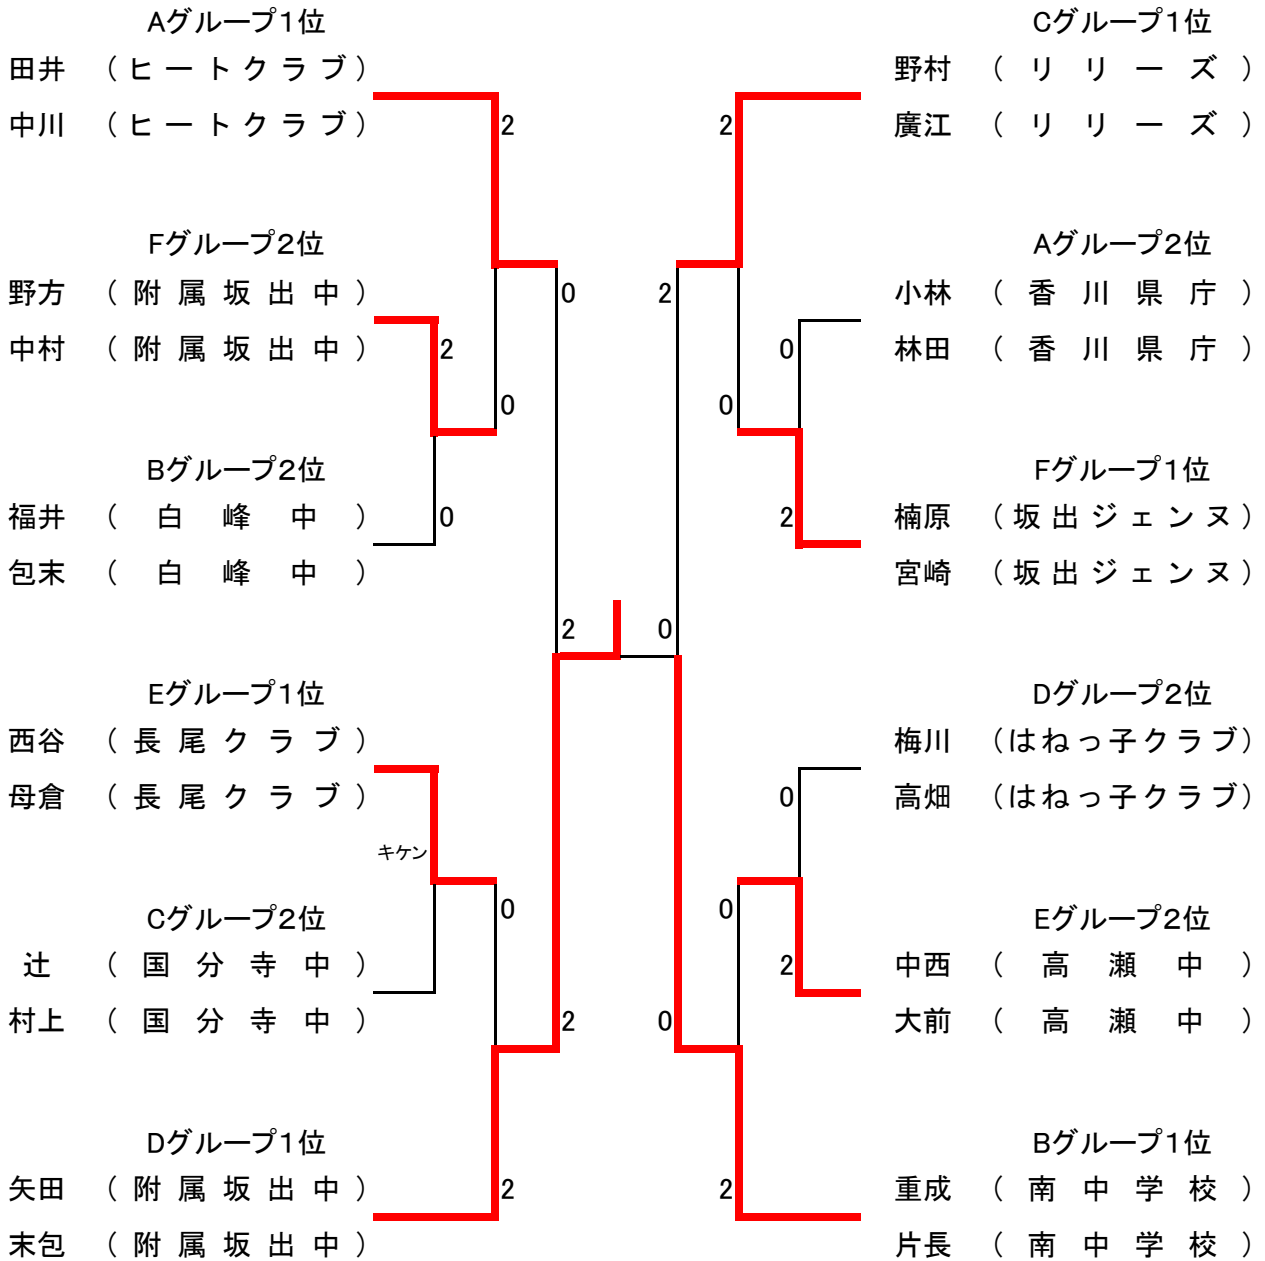 Aグループ1位
田井 (ヒートクラブ)
中川 (ヒートクラブ)
2
Fグループ2位
野方 (附属坂出中)
中村 (附属坂出中)
2
0
0
Bグループ2位
福井 (白峰中)
包末 (白峰中)
0
2
Eグループ1位
西谷 (長尾クラブ)
母倉 (長尾クラブ)
キケン
0
Cグループ2位
辻 (国分寺中)
村上 (国分寺中)
2
Dグループ1位
矢田 (附属坂出中)
末包 (附属坂出中)
2
Cグループ1位
野村 (リリーズ)
廣江 (リリーズ)
2
Aグループ2位
小林 (香川県庁)
林田 (香川県庁)
2
0
0
Fグループ1位
楠原 (坂出ジェンヌ)
宮崎 (坂出ジェンヌ)
2
0
Dグループ2位
梅川 (はねっ子クラブ)
高畑 (はねっ子クラブ)
0
0
Eグループ2位
中西 (高瀬中)
大前 (高瀬中)
2
0
Bグループ1位
重成 (南中学校)
片長 (南中学校)
2